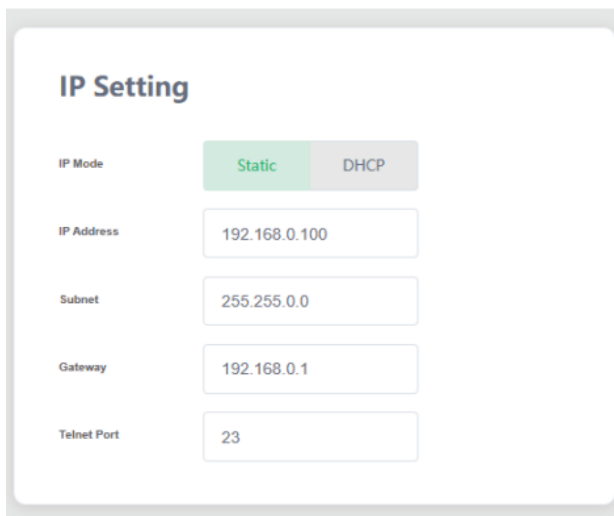 IP Setting
IP Mode Static DHCP
IP Address 192.168.0.100
Subnet 255.255.0.0
Gateway 192.168.0.1
Telnet Port 23